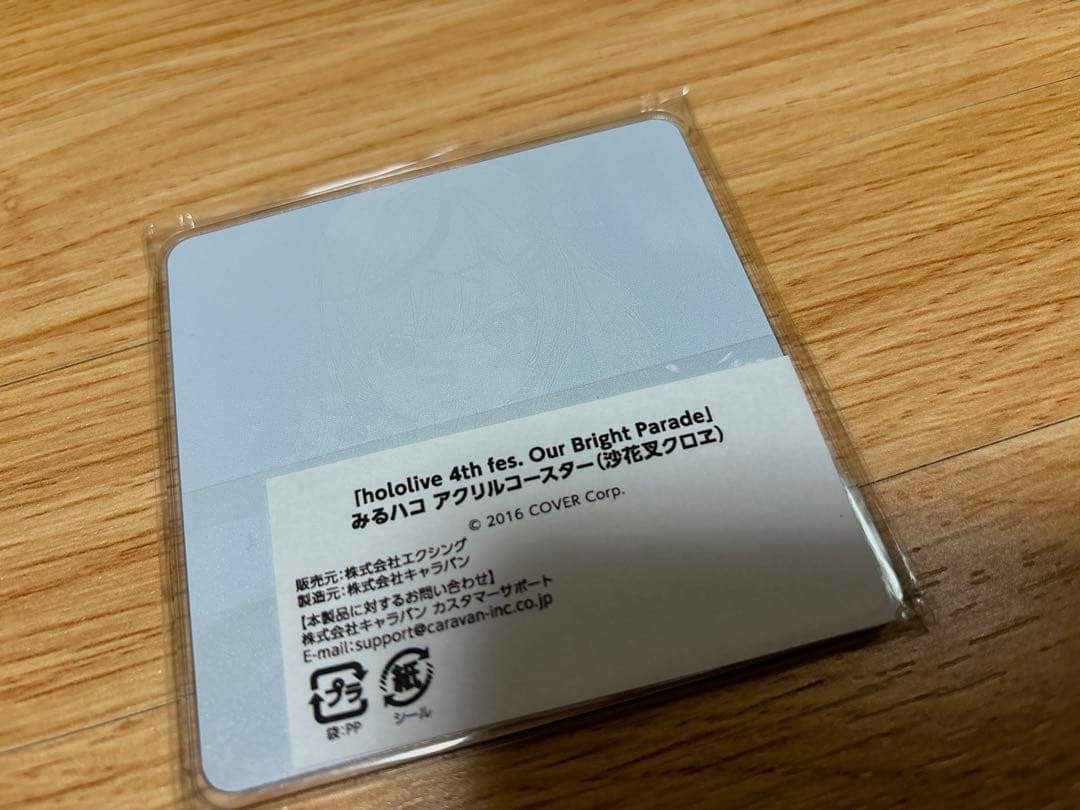 「hololive 4th fes. Our Bright Parade」
みるハコ アクリルコースター(沙花叉クロヱ)
© 2016 COVER Corp.
販売元:株式会社エクシング
製造元:株式会社キャラバン
【本製品に対するお問い合わせ】
株式会社キャラバン カスタマーサポート
E-mail:support@caravan-inc.co.jp
プラ 紙
袋:PP シール